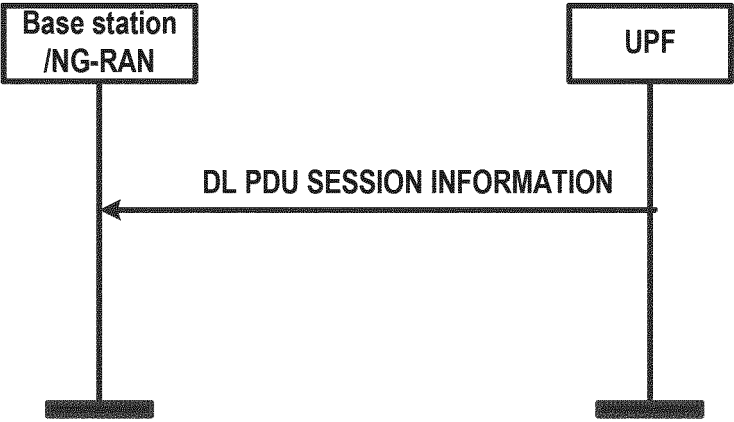 Base station
/NG-RAN
UPF
DL PDU SESSION INFORMATION